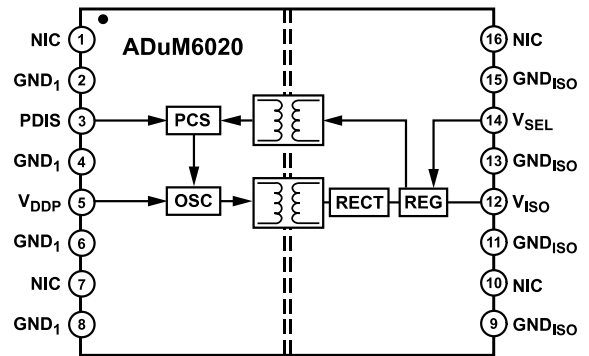 ADuM6020
NIC 1
GND1 2
PDIS 3
GND1 4
VDDP 5
GND1 6
NIC 7
GND1 8
PCS
OSC
RECT
REG
16 NIC
15 GNDISO
14 VSEL
13 GNDISO
12 VISO
11 GNDISO
10 NIC
9 GNDISO